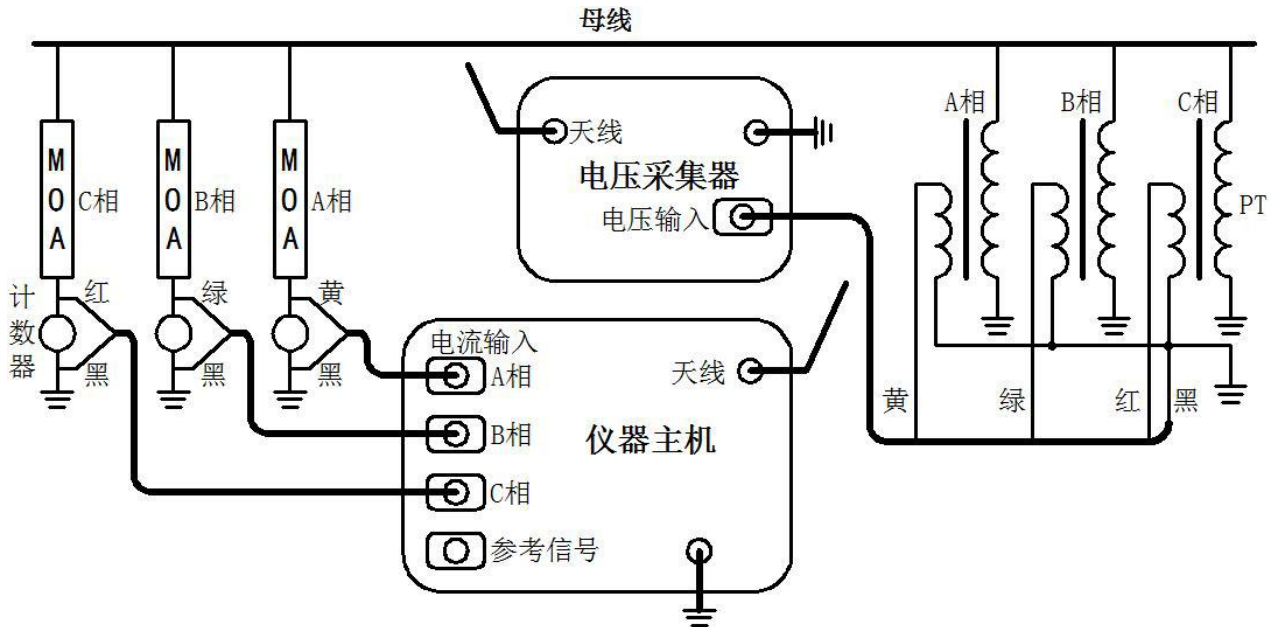 母线
A相
B相
C相
天线
电压采集器
电压输入
MOA
C相
MOA
B相
MOA
A相
PT
计数器
红
绿
黄
黑
黑
黑
电流输入
A相
天线
B相
仪器主机
C相
参考信号
黄
绿
红
黑